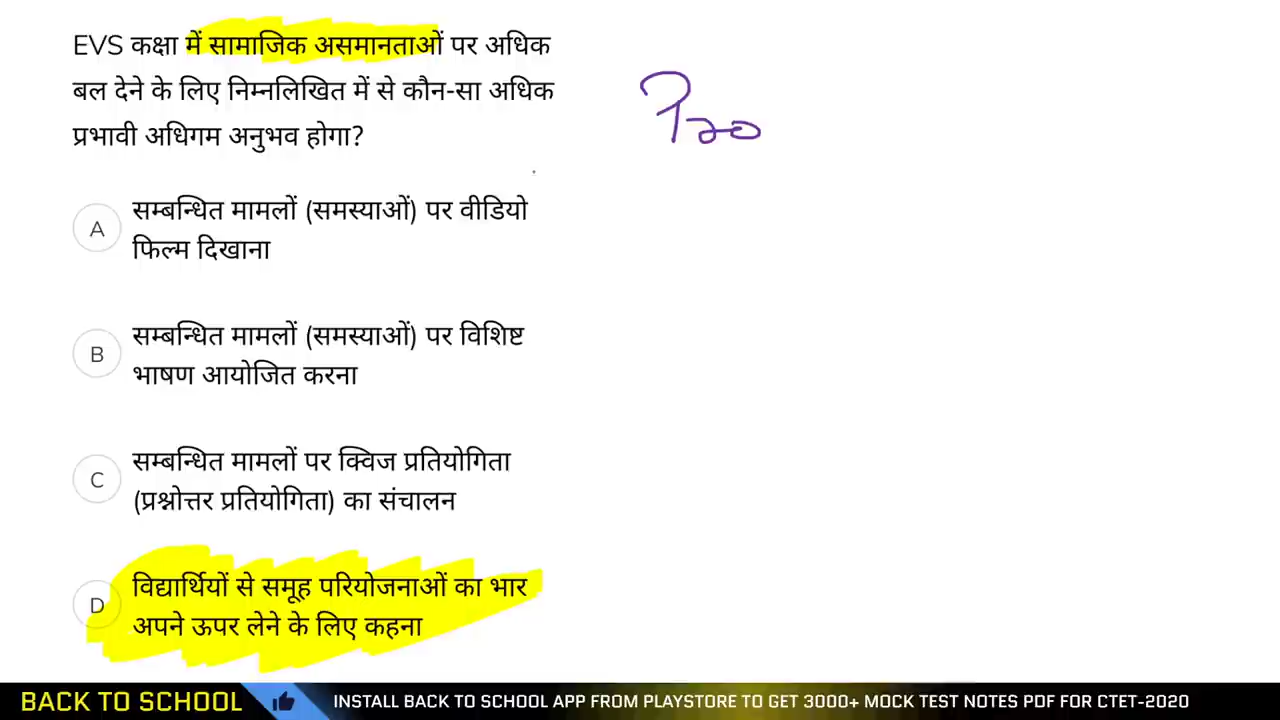 EVS कक्षा में सामाजिक असमानताओं पर अधिक
बल देने के लिए निम्नलिखित में से कौन-सा अधिक
प्रभावी अधिगम अनुभव होगा?
Pro
A
सम्बन्धित मामलों (समस्याओं) पर वीडियो
फिल्म दिखाना
B
सम्बन्धित मामलों (समस्याओं) पर विशिष्ट
भाषण आयोजित करना
C
सम्बन्धित मामलों पर क्विज प्रतियोगिता
(प्रश्नोत्तर प्रतियोगिता) का संचालन
D
विद्यार्थियों से समूह परियोजनाओं का भार
अपने ऊपर लेने के लिए कहना
BACK TO SCHOOL
INSTALL BACK TO SCHOOL APP FROM PLAYSTORE TO GET 3000+ MOCK TEST NOTES PDF FOR CTET-2020